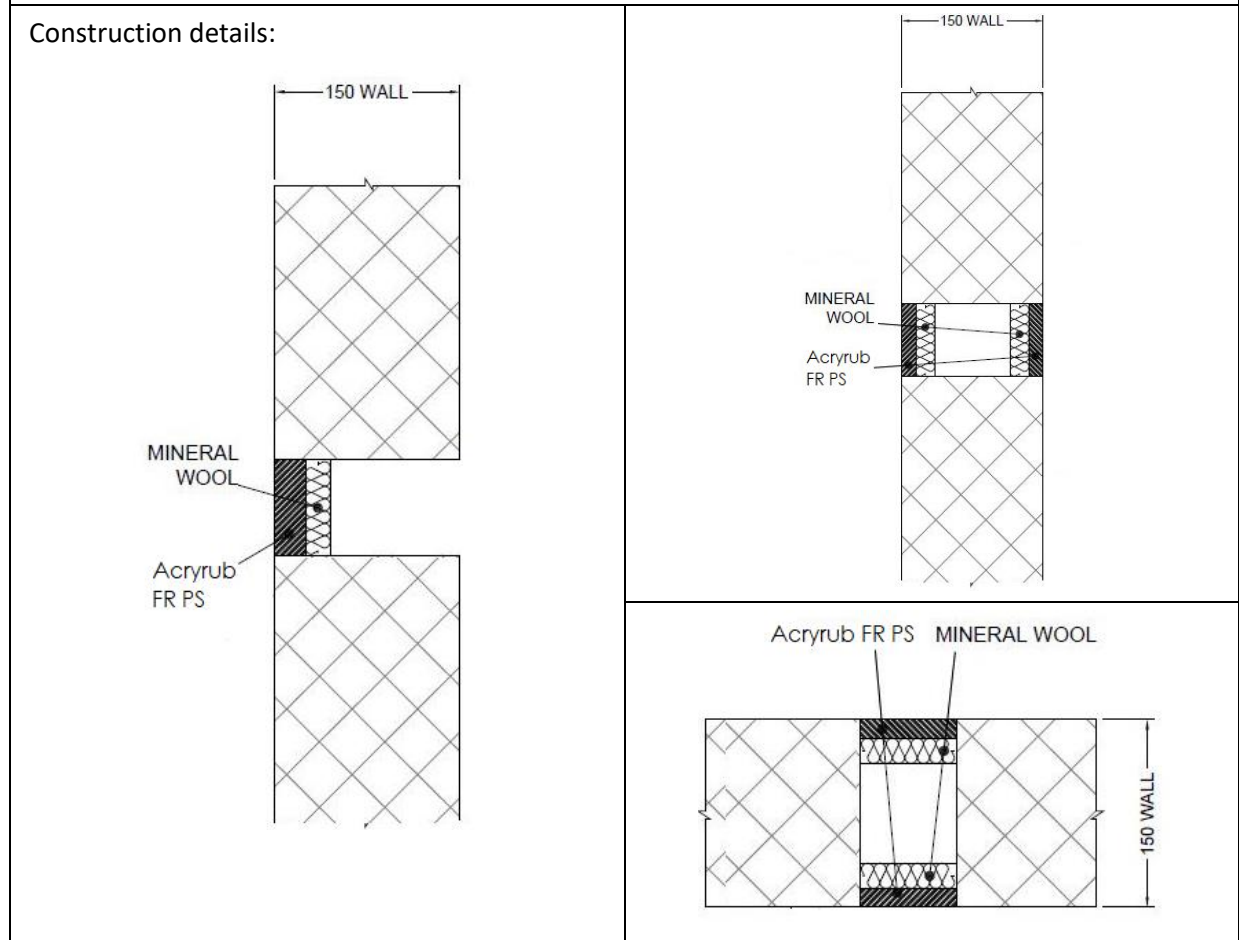 Construction details:
150 WALL
MINERAL
WOOL
Acryrub
FR PS
150 WALL
MINERAL
WOOL
Acryrub
FR PS
Acryrub FR PS MINERAL WOOL
150 WALL